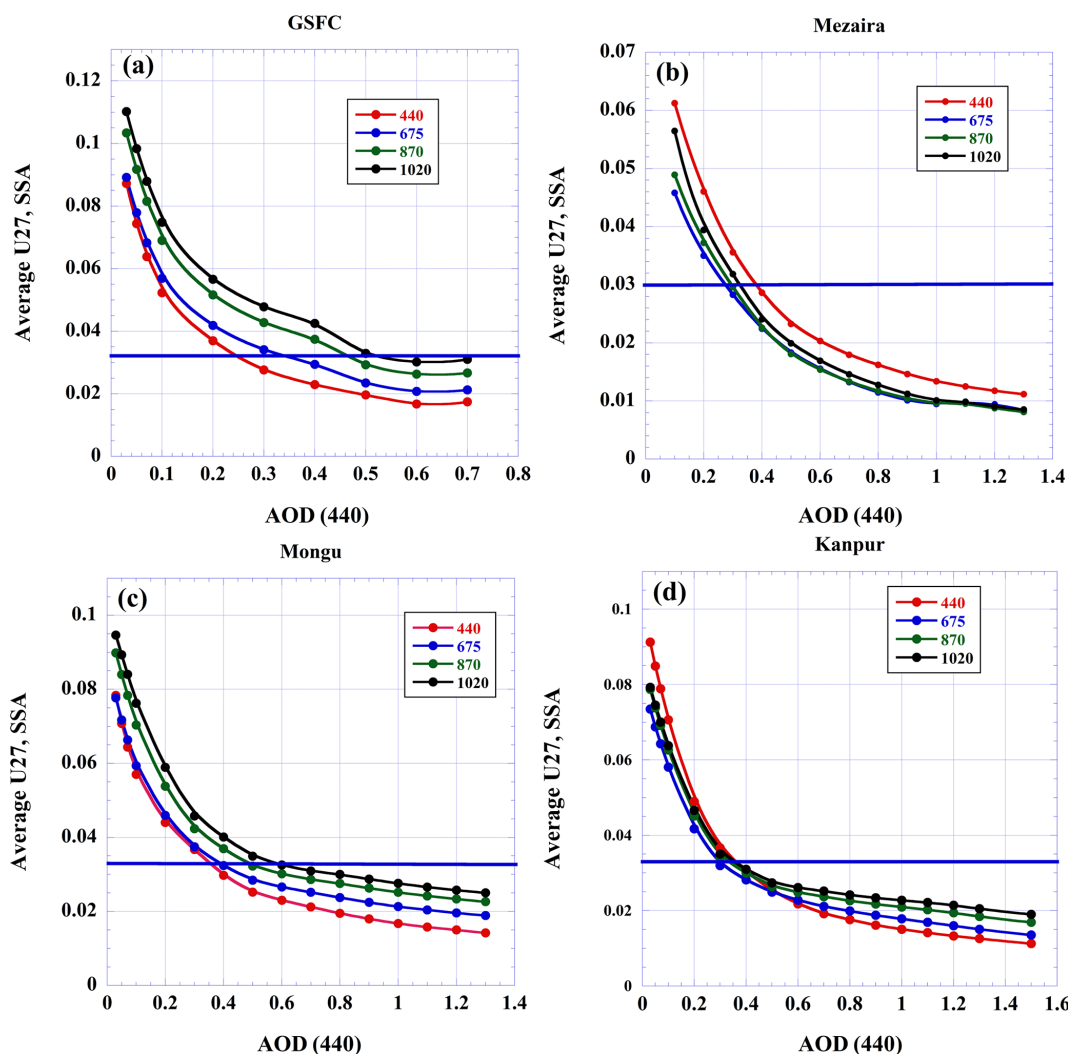 GSFC
(a)
440
675
870
1020
Average U27, SSA
0.12
0.1
0.08
0.06
0.04
0.02
0
0 0.1 0.2 0.3 0.4 0.5 0.6 0.7 0.8
AOD (440)
Mezaira
(b)
440
675
870
1020
Average U27, SSA
0.07
0.06
0.05
0.04
0.03
0.02
0.01
0
0 0.2 0.4 0.6 0.8 1 1.2 1.4
AOD (440)
Mongu
(c)
440
675
870
1020
Average U27, SSA
0.1
0.08
0.06
0.04
0.02
0
0 0.2 0.4 0.6 0.8 1 1.2 1.4
AOD (440)
Kanpur
(d)
440
675
870
1020
Average U27, SSA
0.1
0.08
0.06
0.04
0.02
0
0 0.2 0.4 0.6 0.8 1 1.2 1.4 1.6
AOD (440)